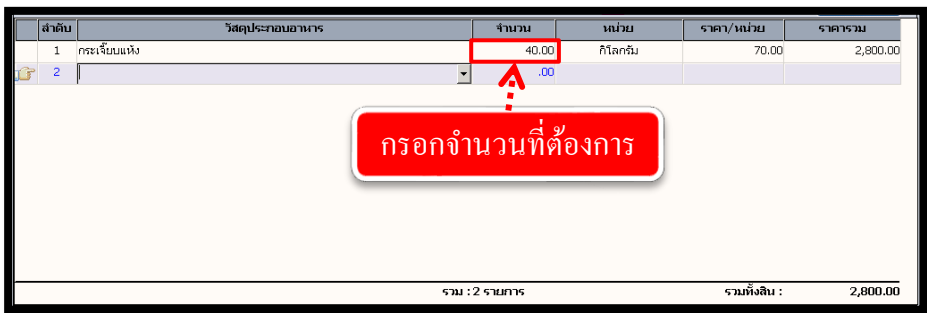 ลำดับ วัสดุประกอบอาหาร จำนวน หน่วย ราคา/หน่วย ราคารวม
1 กระเจี๊ยบแห้ง 40.00 กิโลกรัม 70.00 2,800.00
2 .00
กรอกจำนวนที่ต้องการ
รวม : 2 รายการ รวมทั้งสิ้น : 2,800.00